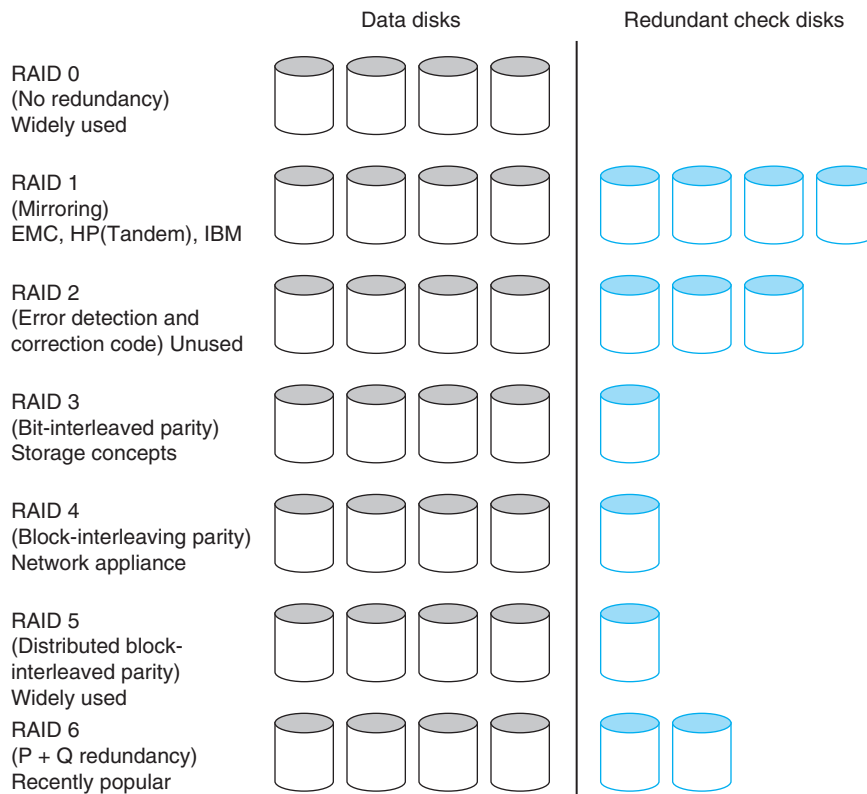 Data disks
Redundant check disks
RAID 0
(No redundancy)
Widely used
RAID 1
(Mirroring)
EMC, HP(Tandem), IBM
RAID 2
(Error detection and
correction code) Unused
RAID 3
(Bit-interleaved parity)
Storage concepts
RAID 4
(Block-interleaving parity)
Network appliance
RAID 5
(Distributed block-
interleaved parity)
Widely used
RAID 6
(P + Q redundancy)
Recently popular